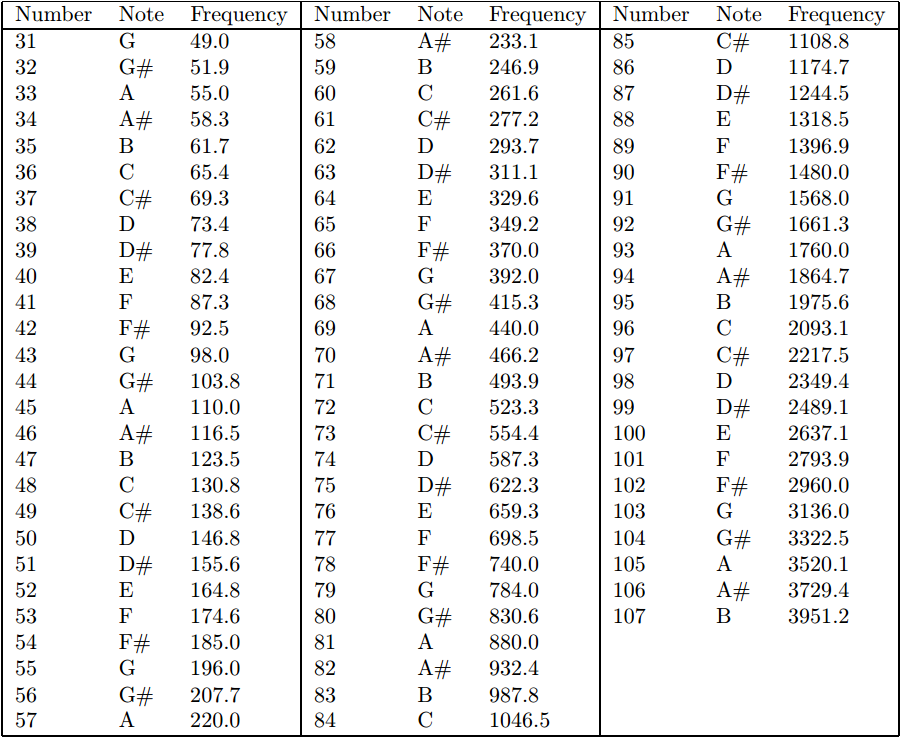 Number Note Frequency Number Note Frequency Number Note Frequency
31 G 49.0 58 A# 233.1 85 C# 1108.8
32 G# 51.9 59 B 246.9 86 D 1174.7
33 A 55.0 60 C 261.6 87 D# 1244.5
34 A# 58.3 61 C# 277.2 88 E 1318.5
35 B 61.7 62 D 293.7 89 F 1396.9
36 C 65.4 63 D# 311.1 90 F# 1480.0
37 C# 69.3 64 E 329.6 91 G 1568.0
38 D 73.4 65 F 349.2 92 G# 1661.3
39 D# 77.8 66 F# 370.0 93 A 1760.0
40 E 82.4 67 G 392.0 94 A# 1864.7
41 F 87.3 68 G# 415.3 95 B 1975.6
42 F# 92.5 69 A 440.0 96 C 2093.1
43 G 98.0 70 A# 466.2 97 C# 2217.5
44 G# 103.8 71 B 493.9 98 D 2349.4
45 A 110.0 72 C 523.3 99 D# 2489.1
46 A# 116.5 73 C# 554.4 100 E 2637.1
47 B 123.5 74 D 587.3 101 F 2793.9
48 C 130.8 75 D# 622.3 102 F# 2960.0
49 C# 138.6 76 E 659.3 103 G 3136.0
50 D 146.8 77 F 698.5 104 G# 3322.5
51 D# 155.6 78 F# 740.0 105 A 3520.1
52 E 164.8 79 G 784.0 106 A# 3729.4
53 F 174.6 80 G# 830.6 107 B 3951.2
54 F# 185.0 81 A 880.0
55 G 196.0 82 A# 932.4
56 G# 207.7 83 B 987.8
57 A 220.0 84 C 1046.5